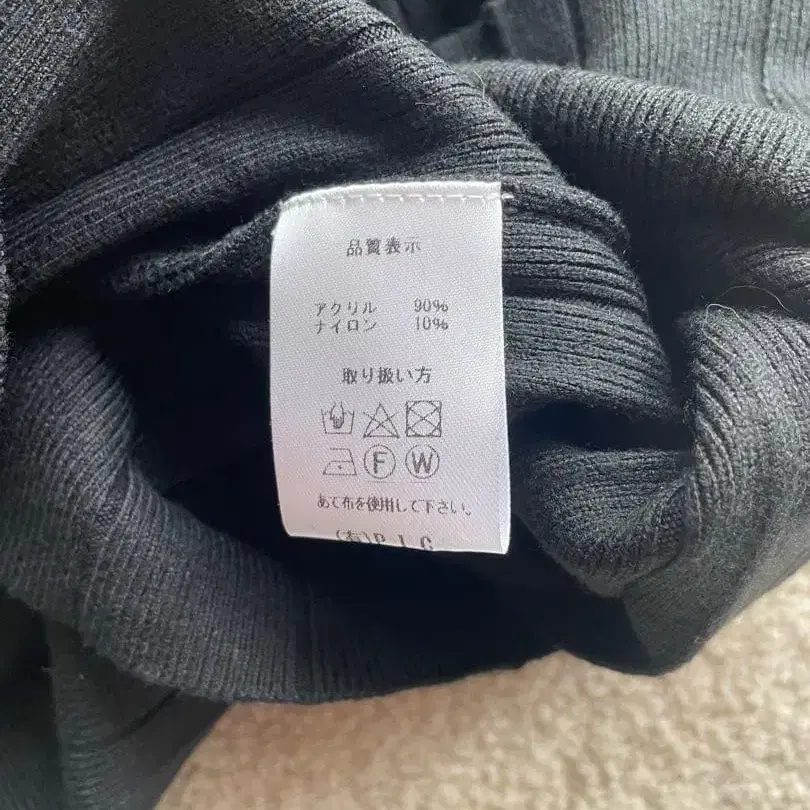 品質表示
アクリル 90%
ナイロン 10%
取り扱い方
F W
あて布を使用して下さい。
(有)P.I.C